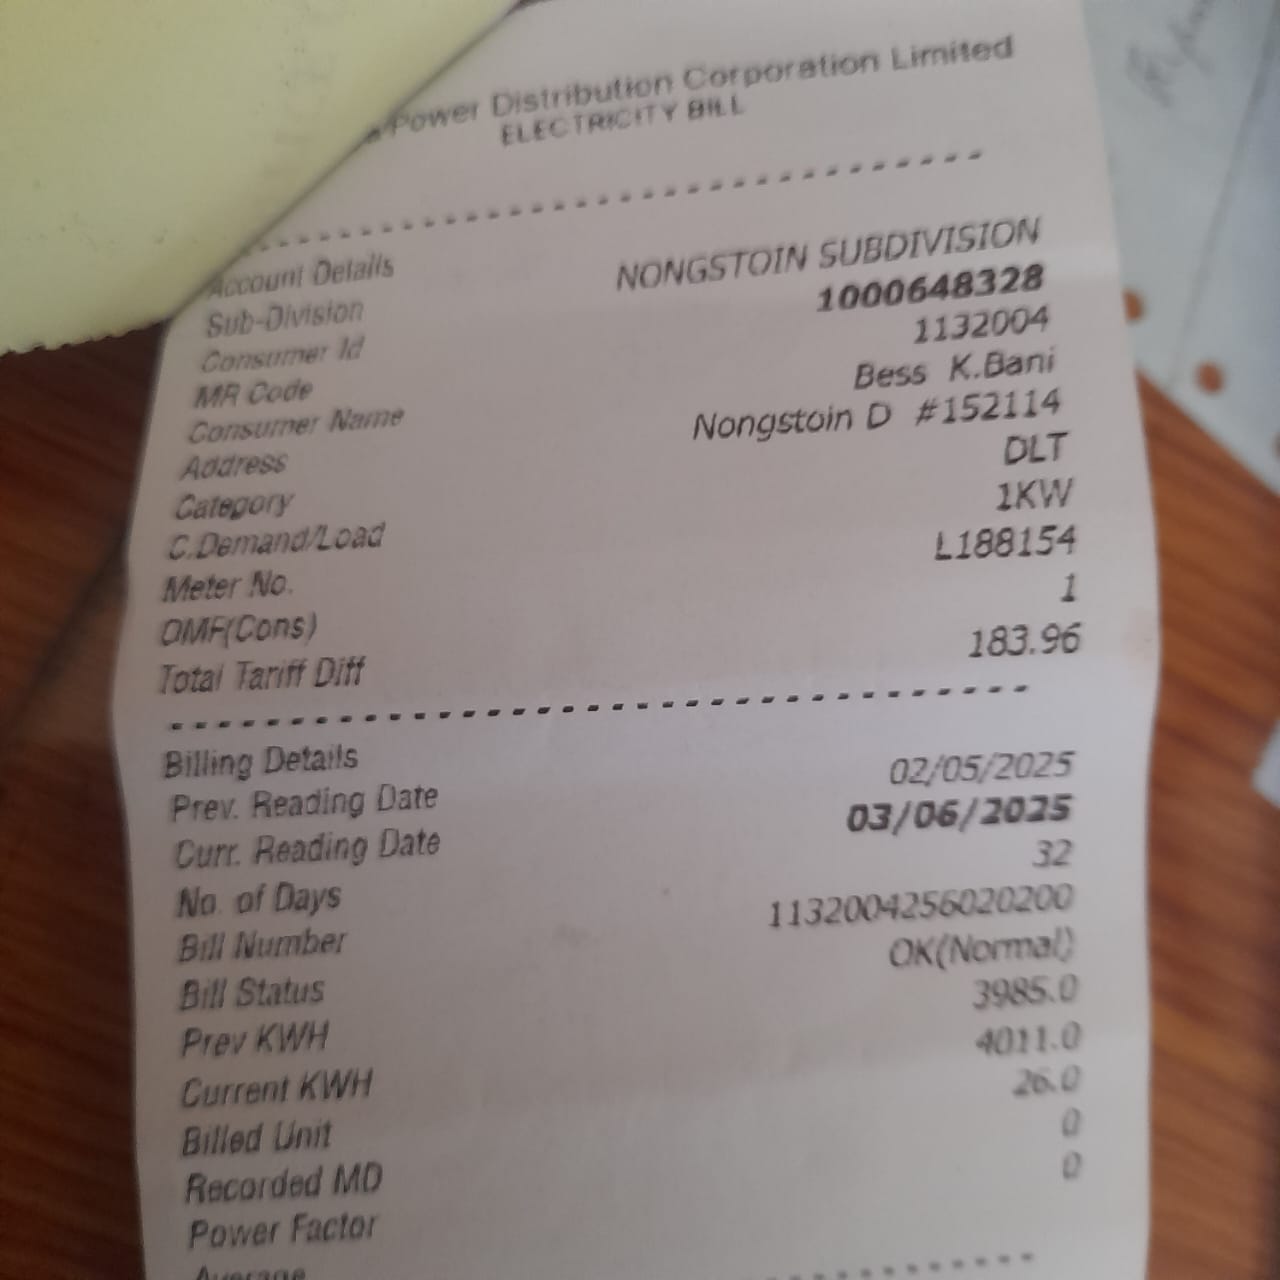 Power Distribution Corporation Limited
ELECTRICITY BILL
Account Details
Sub-Division NONGSTOIN SUBDIVISION
Consumer Id 1000648328
MR Code 1132004
Consumer Name Bess K.Bani
Address Nongstoin D #152114
Category DLT
C.Demand/Load 1KW
Meter No. L188154
OMF(Cons) 1
Total Tariff Diff 183.96
Billing Details
Prev. Reading Date 02/05/2025
Curr. Reading Date 03/06/2025
No. of Days 32
Bill Number 1132004256020200
Bill Status OK(Normal)
Prev KWH 3985.0
Current KWH 4011.0
Billed Unit 26.0
Recorded MD 0
Power Factor 0
Average